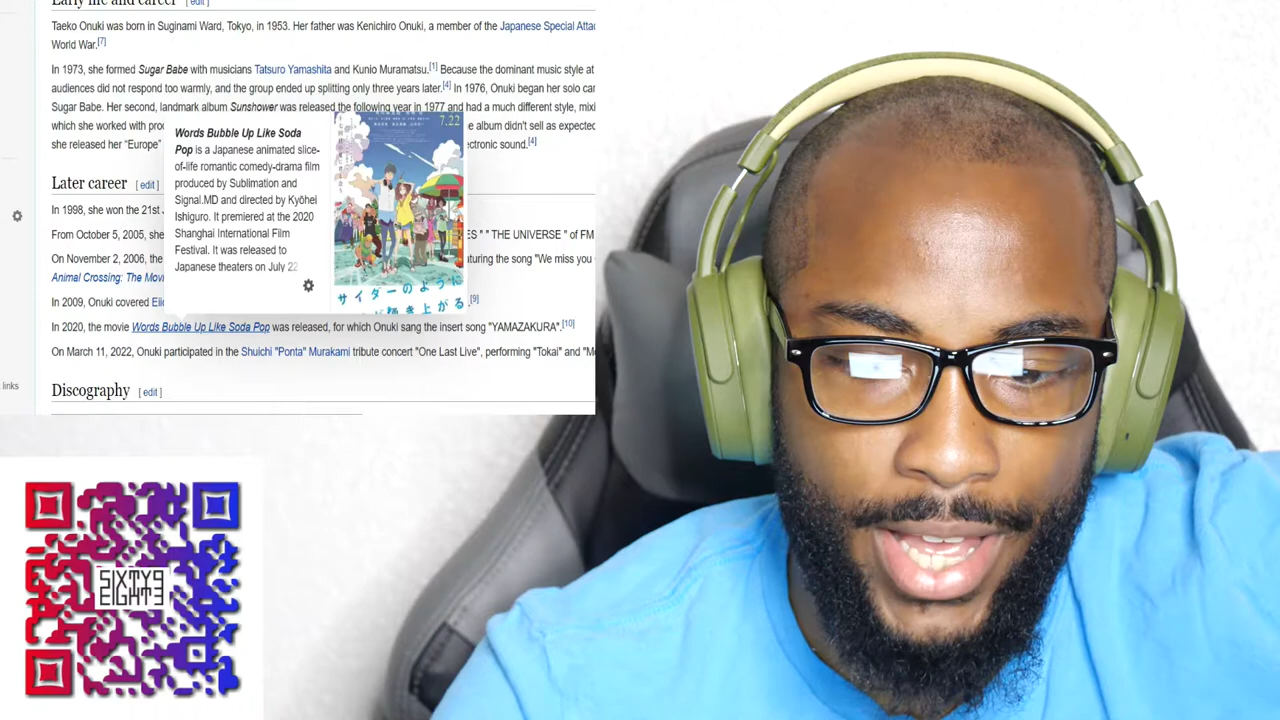 Early life and career [ edit ]
Taeko Onuki was born in Suginami Ward, Tokyo, in 1953. Her father was Kenichiro Onuki, a member of the Japanese Special Attac
World War.[7]
In 1973, she formed Sugar Babe with musicians Tatsuro Yamashita and Kunio Muramatsu.[1] Because the dominant music style at
audiences did not respond too warmly, and the group ended up splitting only three years later.[4] In 1976, Onuki began her solo car
Sugar Babe. Her second, landmark album Sunshower was released the following year in 1977 and had a much different style, mixi
which she worked with proc
e album didn't sell as expected
she released her "Europe"
ectronic sound.[4]
Words Bubble Up Like Soda
Pop is a Japanese animated slice-
of-life romantic comedy-drama film
produced by Sublimation and
Signal.MD and directed by Kyōhei
Ishiguro. It premiered at the 2020
Shanghai International Film
Festival. It was released to
Japanese theaters on July 22
7.22
サイダーのように
が湧き上がる
Later career [ edit ]
In 1998, she won the 21st
From October 5, 2005, she
ES " " THE UNIVERSE " of FM
On November 2, 2006, the
aturing the song "We miss you
Animal Crossing: The Movi
In 2009, Onuki covered Eiic
[9]
In 2020, the movie Words Bubble Up Like Soda Pop was released, for which Onuki sang the insert song "YAMAZAKURA".[10]
On March 11, 2022, Onuki participated in the Shuichi "Ponta" Murakami tribute concert "One Last Live", performing "Tokai" and "Me
links
Discography [ edit ]
SIXTY9
EIGHT3